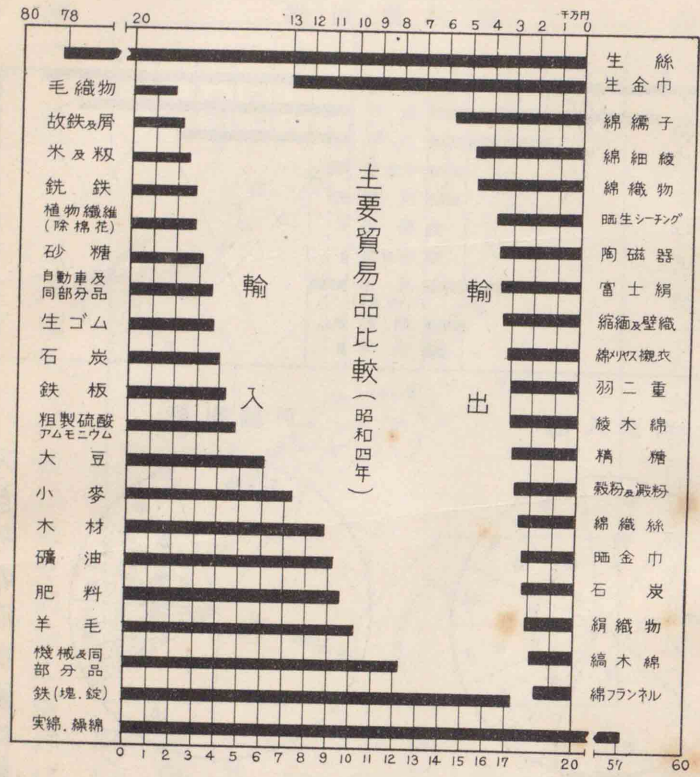 80 78 20 13 12 11 10 9 8 7 6 5 4 3 2 1 0
千万円
主要貿易品比較(昭和四年)
輸入
毛織物
故鉄及屑
米及籾
銑鉄
植物繊維
(除棉花)
砂糖
自動車及
同部分品
生ゴム
石炭
鉄板
粗製硫酸
アムモニウム
大豆
小麥
木材
礦油
肥料
羊毛
機械及同
部分品
鉄(塊.錠)
実綿.繰綿
輸出
生絲
生金巾
綿繻子
綿細綾
綿織物
晒生シーチング
陶磁器
富士絹
縮緬及壁織
綿メリヤス襯衣
羽二重
綾木綿
精糖
穀粉及澱粉
綿織絲
晒金巾
石炭
絹織物
縞木綿
綿フランネル
0 1 2 3 4 5 6 7 8 9 10 11 12 13 14 15 16 17 20 57 60